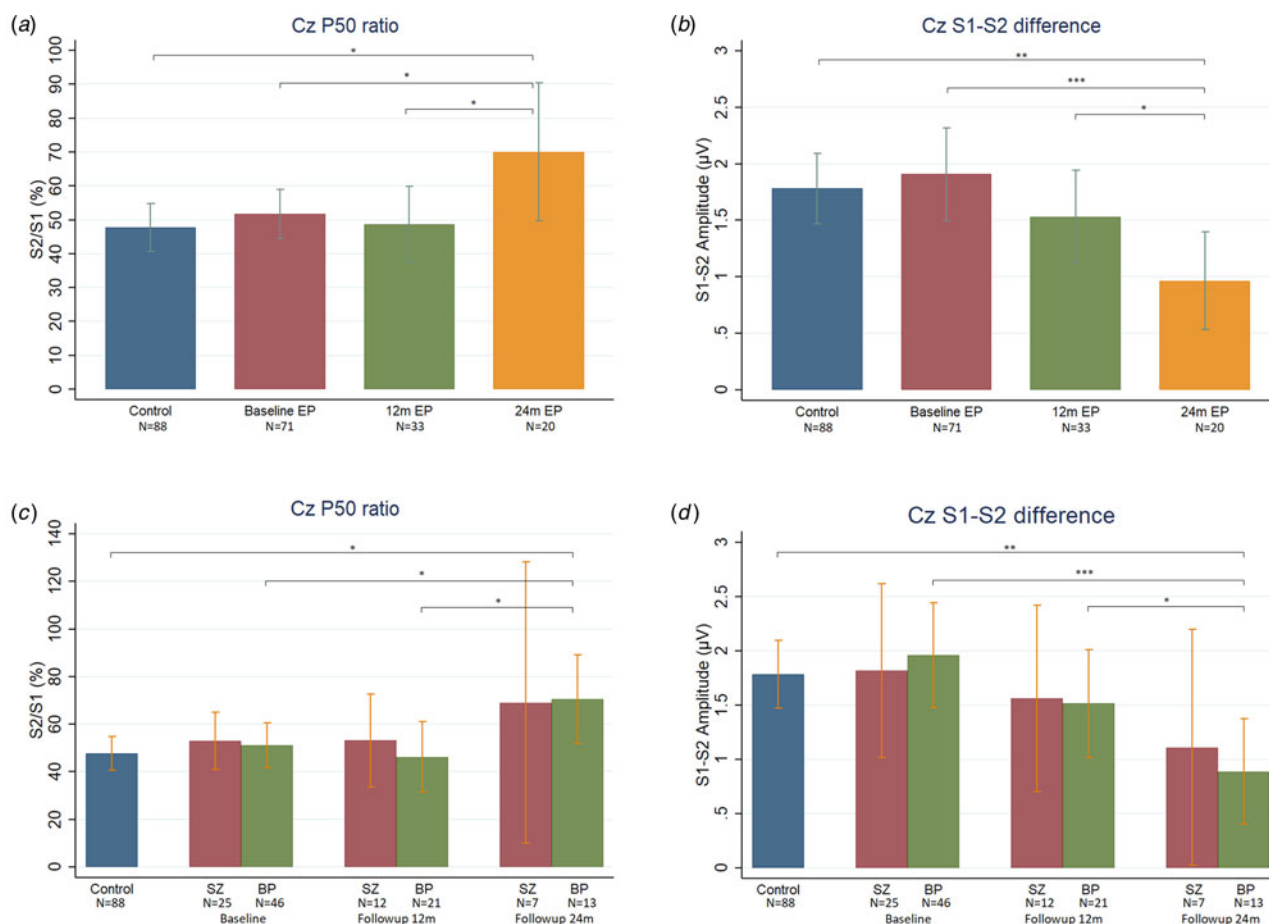 (a)
Cz P50 ratio
100
90
80
70
60
50
40
30
20
10
0
S2/S1 (%)
*
*
*
Control
Baseline EP
12m EP
24m EP
N=88
N=71
N=33
N=20
(b)
Cz S1-S2 difference
3
2.5
2
1.5
1
.5
0
S1-S2 Amplitude (µV)
**
***
*
Control
Baseline EP
12m EP
24m EP
N=88
N=71
N=33
N=20
(c)
Cz P50 ratio
140
120
100
80
60
40
20
0
S2/S1 (%)
*
*
*
Control
SZ
BP
SZ
BP
SZ
BP
N=88
N=25
N=46
N=12
N=21
N=7
N=13
Baseline
Followup 12m
Followup 24m
(d)
Cz S1-S2 difference
3
2.5
2
1.5
1
.5
0
S1-S2 Amplitude (µV)
**
***
*
Control
SZ
BP
SZ
BP
SZ
BP
N=88
N=25
N=46
N=12
N=21
N=7
N=13
Baseline
Followup 12m
Followup 24m